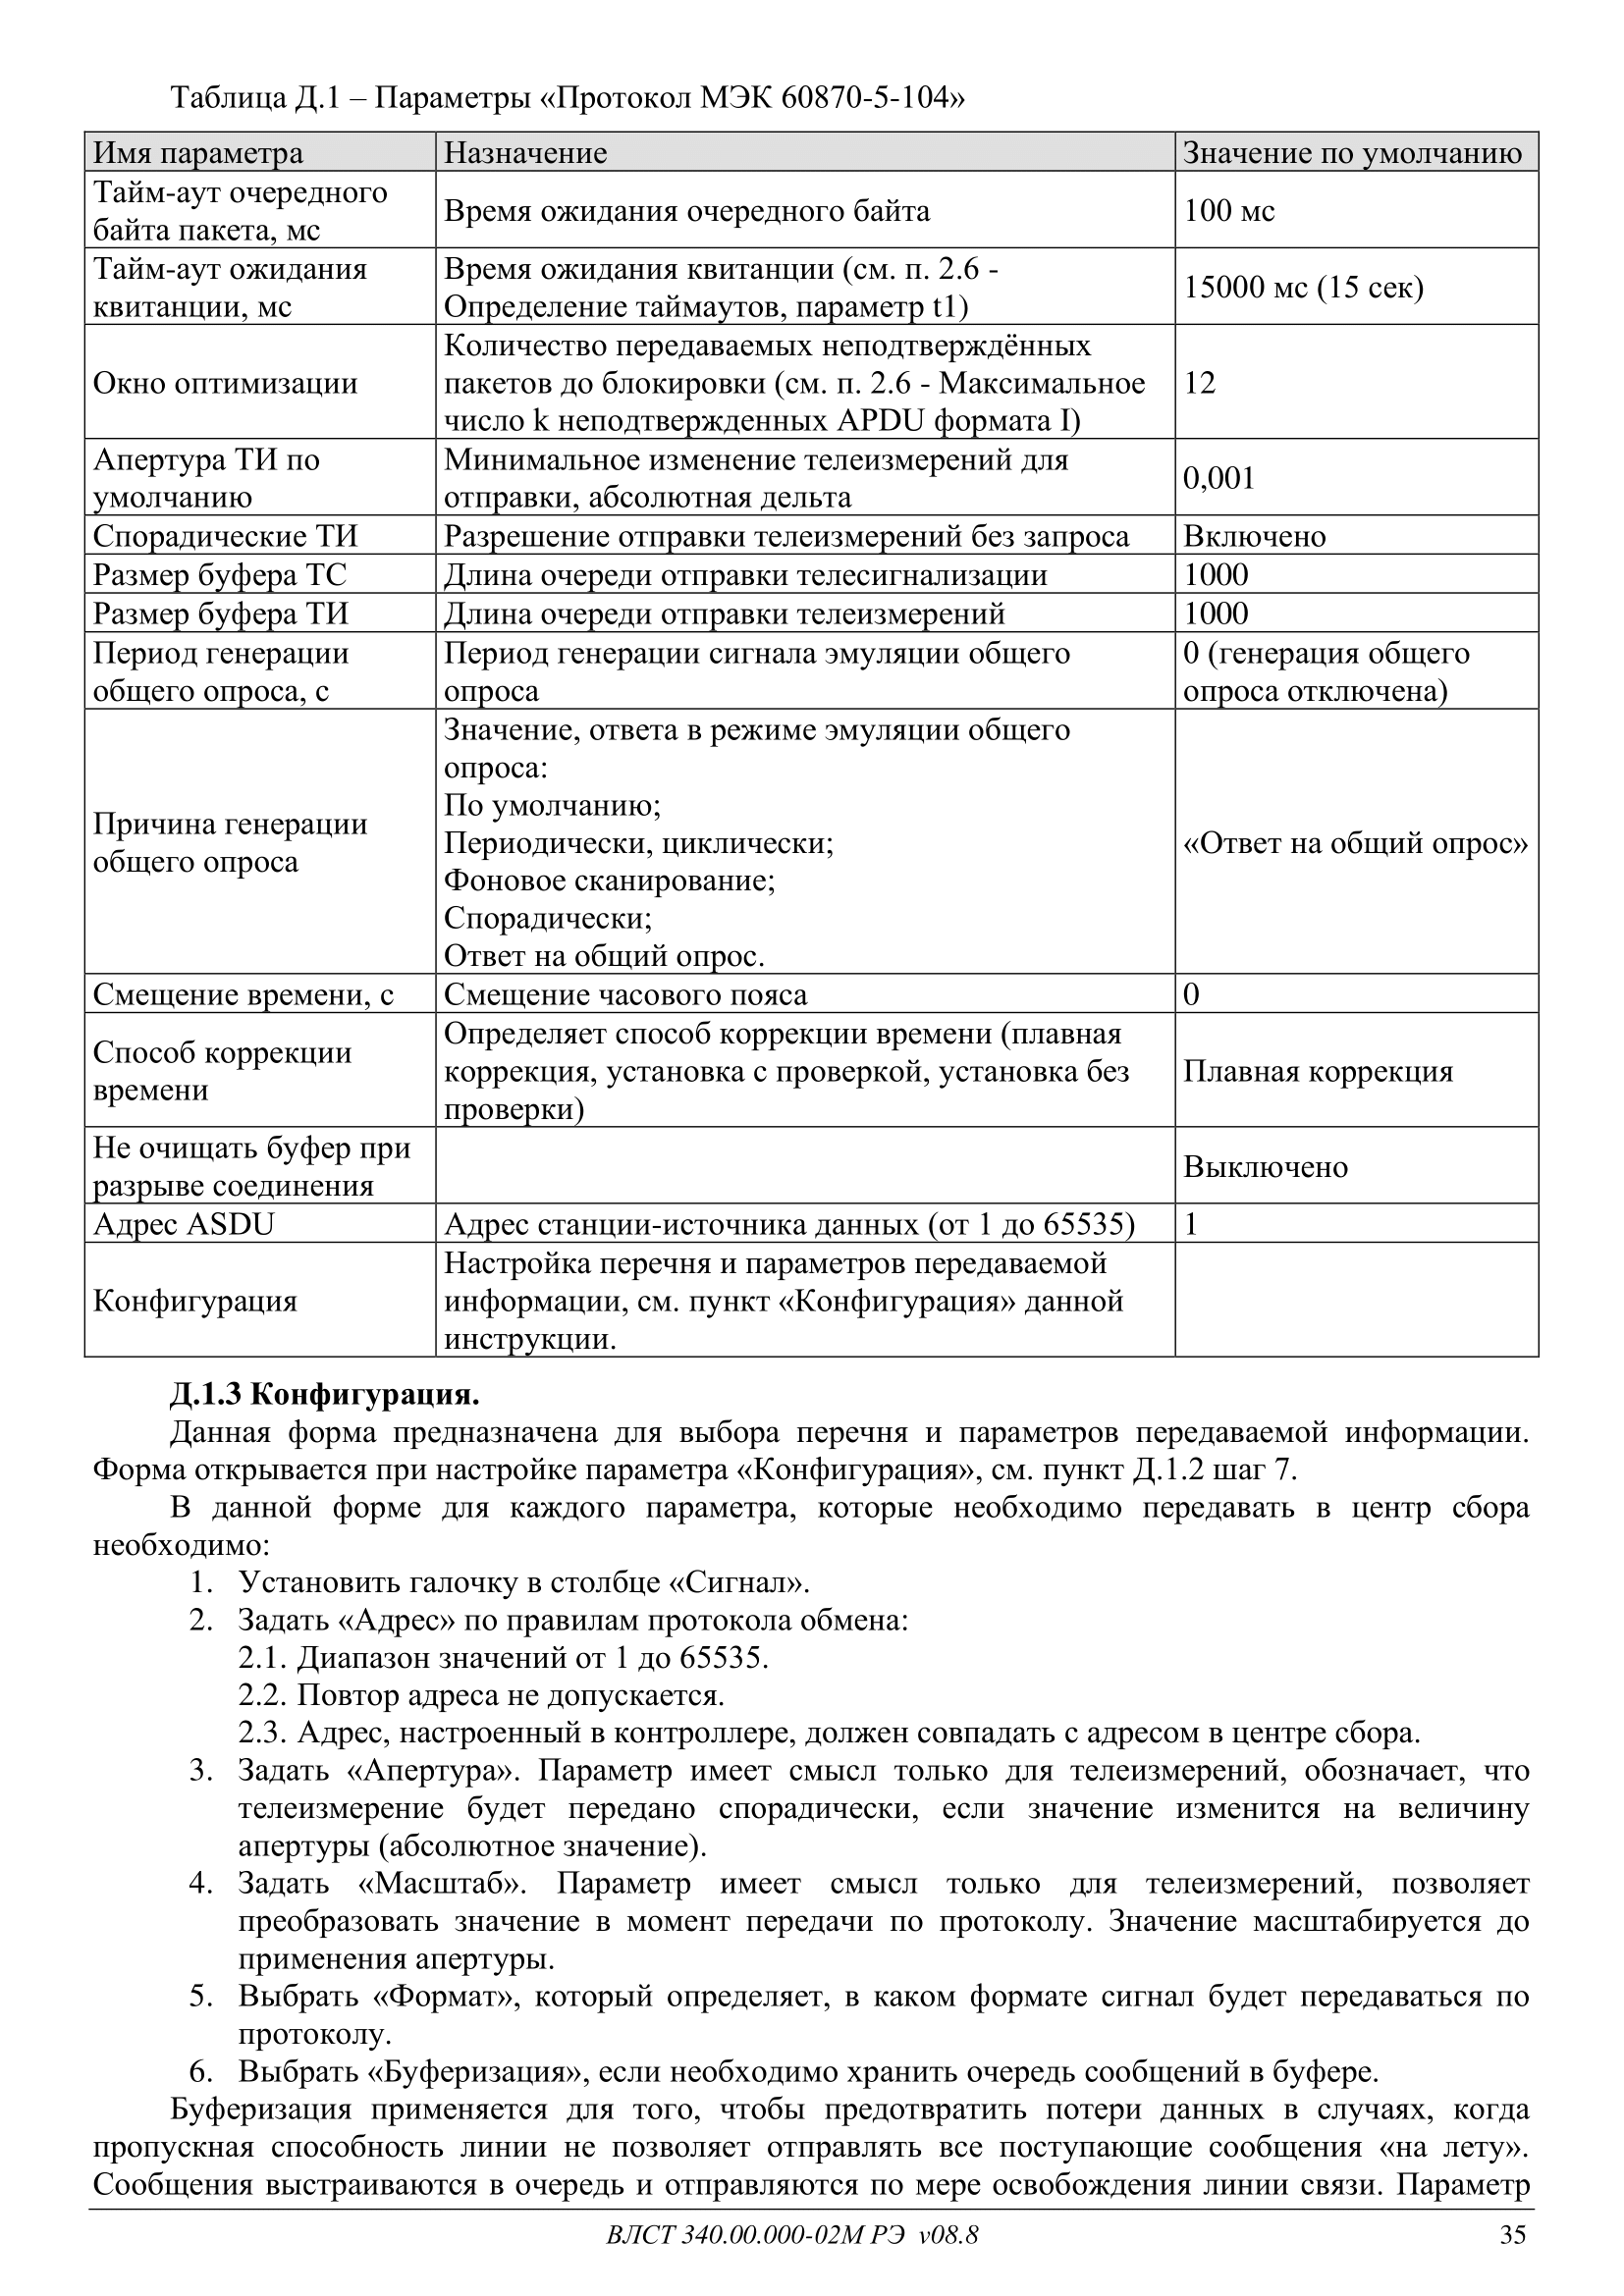 Таблица Д.1 – Параметры «Протокол МЭК 60870-5-104»
Имя параметра
Назначение
Значение по умолчанию
Тайм-аут очередного
байта пакета, мс
Время ожидания очередного байта
100 мс
Тайм-аут ожидания
квитанции, мс
Время ожидания квитанции (см. п. 2.6 -
Определение таймаутов, параметр t1)
15000 мс (15 сек)
Окно оптимизации
Количество передаваемых неподтверждённых
пакетов до блокировки (см. п. 2.6 - Максимальное
число k неподтвержденных APDU формата I)
12
Апертура ТИ по
умолчанию
Минимальное изменение телеизмерений для
отправки, абсолютная дельта
0,001
Спорадические ТИ
Разрешение отправки телеизмерений без запроса
Включено
Размер буфера ТС
Длина очереди отправки телесигнализации
1000
Размер буфера ТИ
Длина очереди отправки телеизмерений
1000
Период генерации
общего опроса, с
Период генерации сигнала эмуляции общего
опроса
0 (генерация общего
опроса отключена)
Причина генерации
общего опроса
Значение, ответа в режиме эмуляции общего
опроса:
По умолчанию;
Периодически, циклически;
Фоновое сканирование;
Спорадически;
Ответ на общий опрос.
«Ответ на общий опрос»
Смещение времени, с
Смещение часового пояса
0
Способ коррекции
времени
Определяет способ коррекции времени (плавная
коррекция, установка с проверкой, установка без
проверки)
Плавная коррекция
Не очищать буфер при
разрыве соединения
Выключено
Адрес ASDU
Адрес станции-источника данных (от 1 до 65535)
1
Конфигурация
Настройка перечня и параметров передаваемой
информации, см. пункт «Конфигурация» данной
инструкции.
Д.1.3 Конфигурация.
Данная форма предназначена для выбора перечня и параметров передаваемой информации.
Форма открывается при настройке параметра «Конфигурация», см. пункт Д.1.2 шаг 7.
В данной форме для каждого параметра, которые необходимо передавать в центр сбора
необходимо:
1. Установить галочку в столбце «Сигнал».
2. Задать «Адрес» по правилам протокола обмена:
2.1. Диапазон значений от 1 до 65535.
2.2. Повтор адреса не допускается.
2.3. Адрес, настроенный в контроллере, должен совпадать с адресом в центре сбора.
3. Задать «Апертура». Параметр имеет смысл только для телеизмерений, обозначает, что
телеизмерение будет передано спорадически, если значение изменится на величину
апертуры (абсолютное значение).
4. Задать «Масштаб». Параметр имеет смысл только для телеизмерений, позволяет
преобразовать значение в момент передачи по протоколу. Значение масштабируется до
применения апертуры.
5. Выбрать «Формат», который определяет, в каком формате сигнал будет передаваться по
протоколу.
6. Выбрать «Буферизация», если необходимо хранить очередь сообщений в буфере.
Буферизация применяется для того, чтобы предотвратить потери данных в случаях, когда
пропускная способность линии не позволяет отправлять все поступающие сообщения «на лету».
Сообщения выстраиваются в очередь и отправляются по мере освобождения линии связи. Параметр
ВЛСТ 340.00.000-02М РЭ v08.8
35